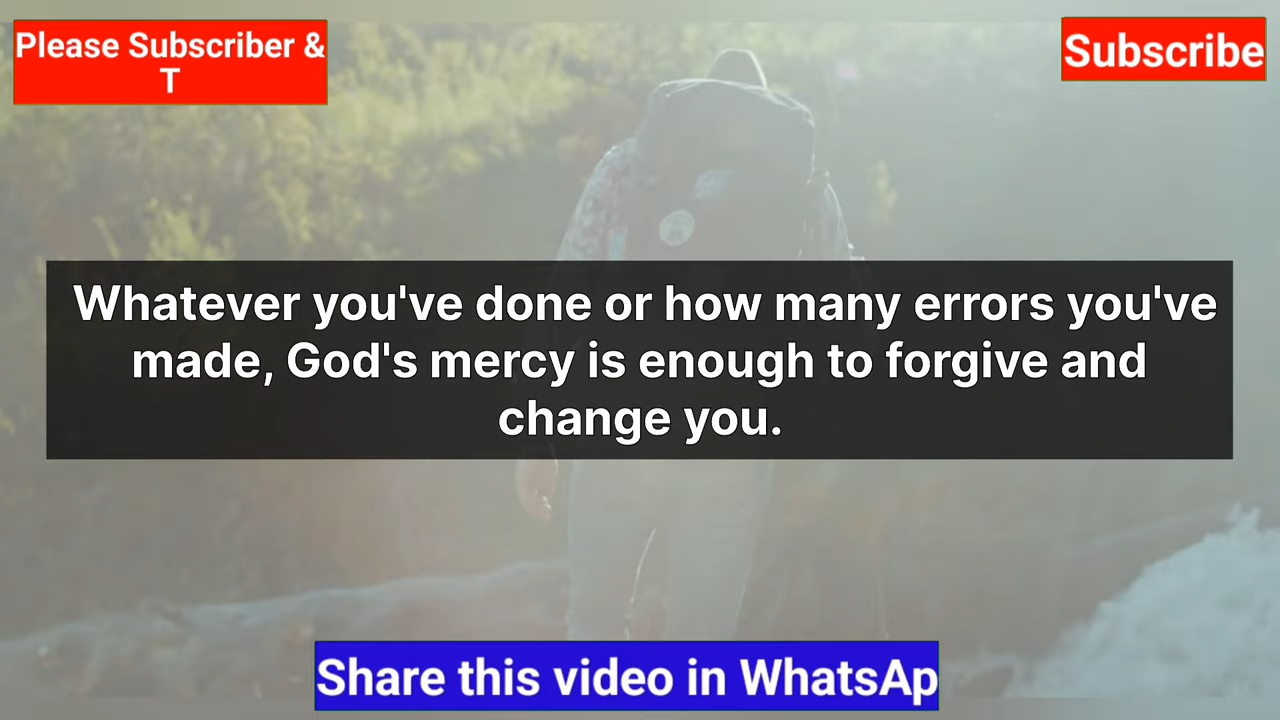 Please Subscriber &
T
Subscribe
Whatever you've done or how many errors you've
made, God's mercy is enough to forgive and
change you.
Share this video in WhatsAp